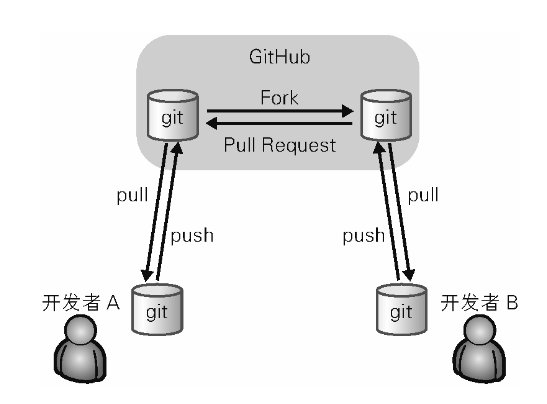 GitHub
Fork
git
git
Pull Request
pull
pull
push
push
开发者 A
git
git
开发者 B